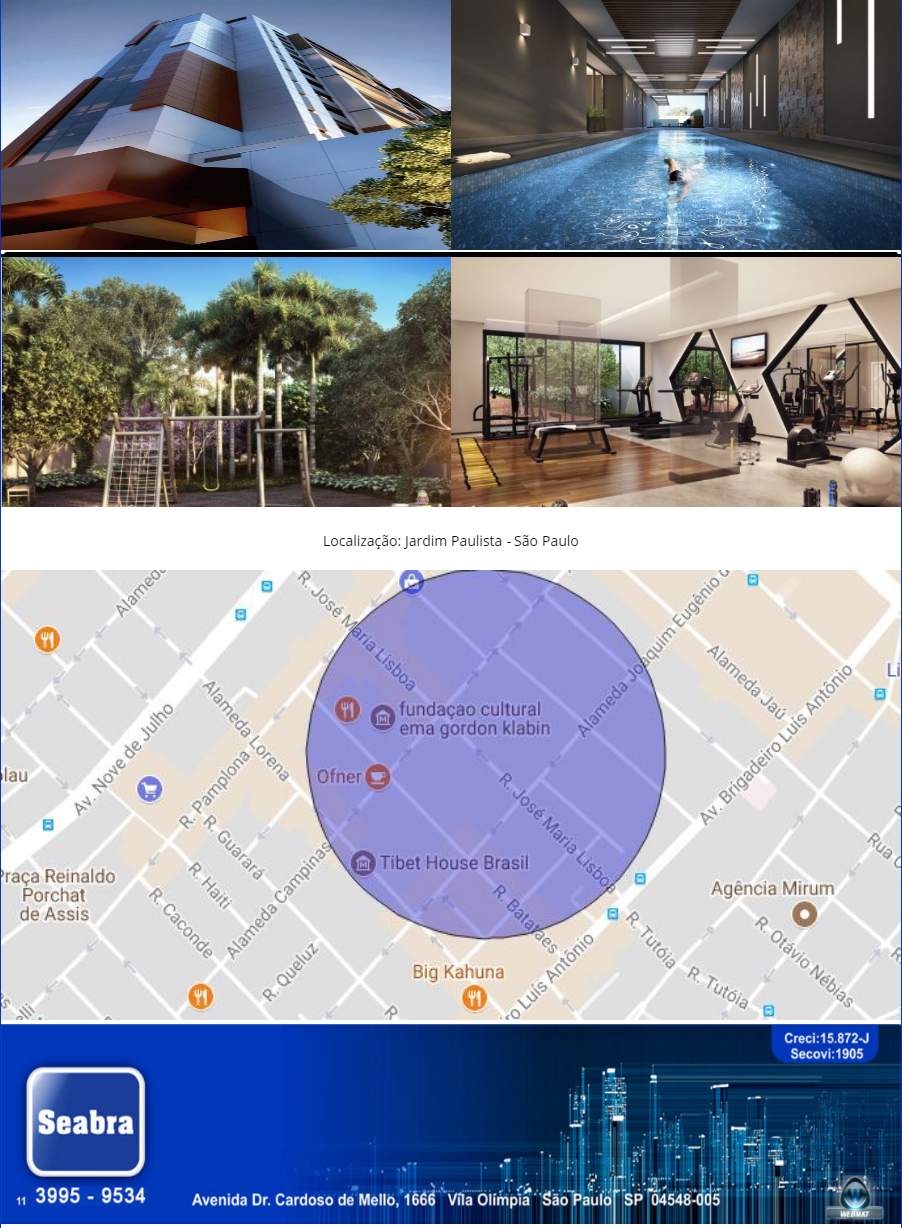 Localização: Jardim Paulista - São Paulo
Alameda
R. José Maria Lisboa
Alameda Joaquim Eugênio d
Alameda Jaú
Alameda Lorena
fundaçao cultural
ema gordon klabin
Av. Nove de Julho
Ofner
R. Pamplona
R. José Maria Lisboa
Av. Brigadeiro Luís Antônio
R. Guarará
Alameda Campinas
Tibet House Brasil
Praça Reinaldo
Porchat
de Assis
R. Haiti
R. Caconde
R. Batataes
Agência Mirum
R. Queluz
Big Kahuna
R. Tutóia
R. Tutóia
R. Otávio Nébias
Rua
ro Luís Antônio
Creci:15.872-J
Secovi:1905
Seabra
11 3995 - 9534
Avenida Dr. Cardoso de Mello, 1666 Vila Olímpia São Paulo SP 04548-005
WEBMKT